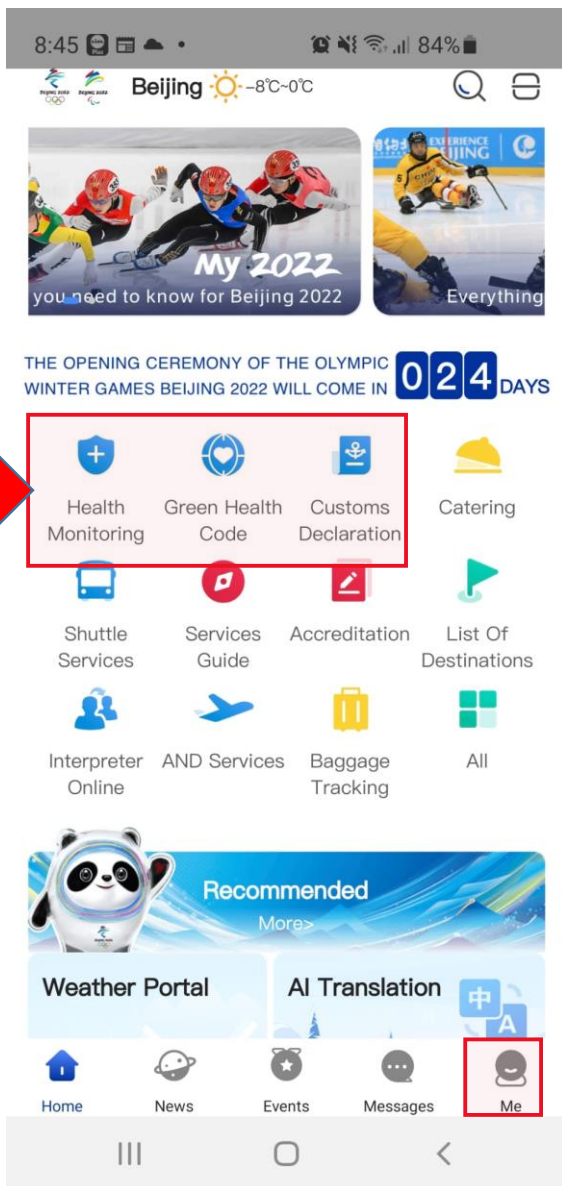 8:45
84%
Beijing -8℃~0℃
EXPERIENCE
My 2022
you need to know for Beijing 2022
Everything
THE OPENING CEREMONY OF THE OLYMPIC
WINTER GAMES BEIJING 2022 WILL COME IN
024 DAYS
Health
Monitoring
Green Health
Code
Customs
Declaration
Catering
Shuttle
Services
Services
Guide
Accreditation
List Of
Destinations
Interpreter
Online
AND Services
Baggage
Tracking
All
Recommended
More>
Weather Portal
AI Translation
中
A
Home
News
Events
Messages
Me